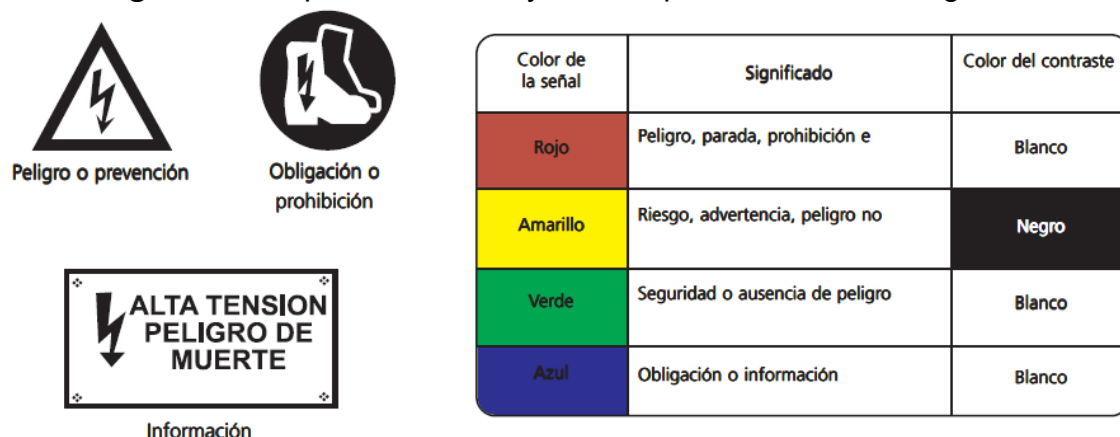 Peligro o prevención
Obligación o
prohibición
ALTA TENSION
PELIGRO DE
MUERTE
Información
Color de
la señal
Significado
Color del contraste
Rojo
Peligro, parada, prohibición e
Blanco
Amarillo
Riesgo, advertencia, peligro no
Negro
Verde
Seguridad o ausencia de peligro
Blanco
Azul
Obligación o información
Blanco